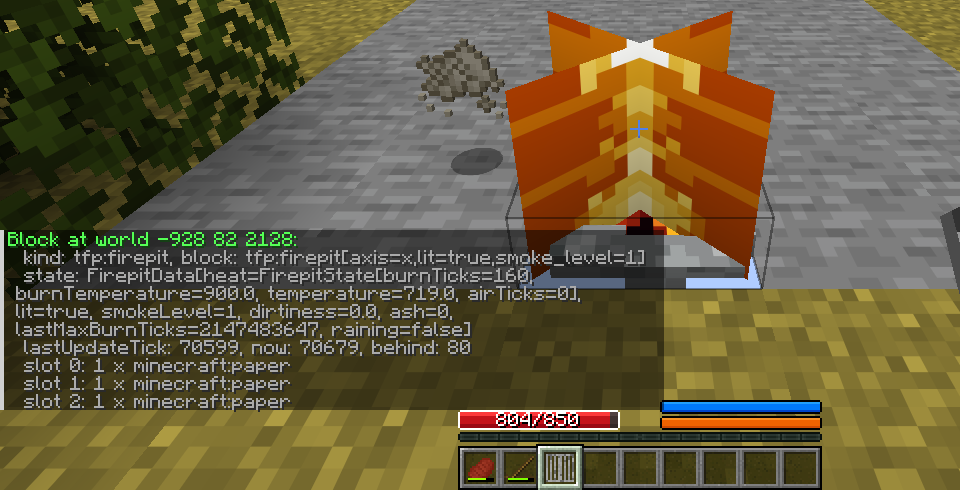 Block at world -928 82 2128:
kind: tfp:firepit, block: tfp:firepit[axis=x,lit=true,smoke_level=1]
state: FirepitData[heat=FirepitState[burnTicks=160,
burnTemperature=900.0, temperature=719.0, airTicks=0],
lit=true, smokeLevel=1, dirtiness=0.0, ash=0,
lastMaxBurnTicks=2147483647, raining=false]
lastUpdateTick: 70599, now: 70679, behind: 80
slot 0: 1 x minecraft:paper
slot 1: 1 x minecraft:paper
slot 2: 1 x minecraft:paper
804/850